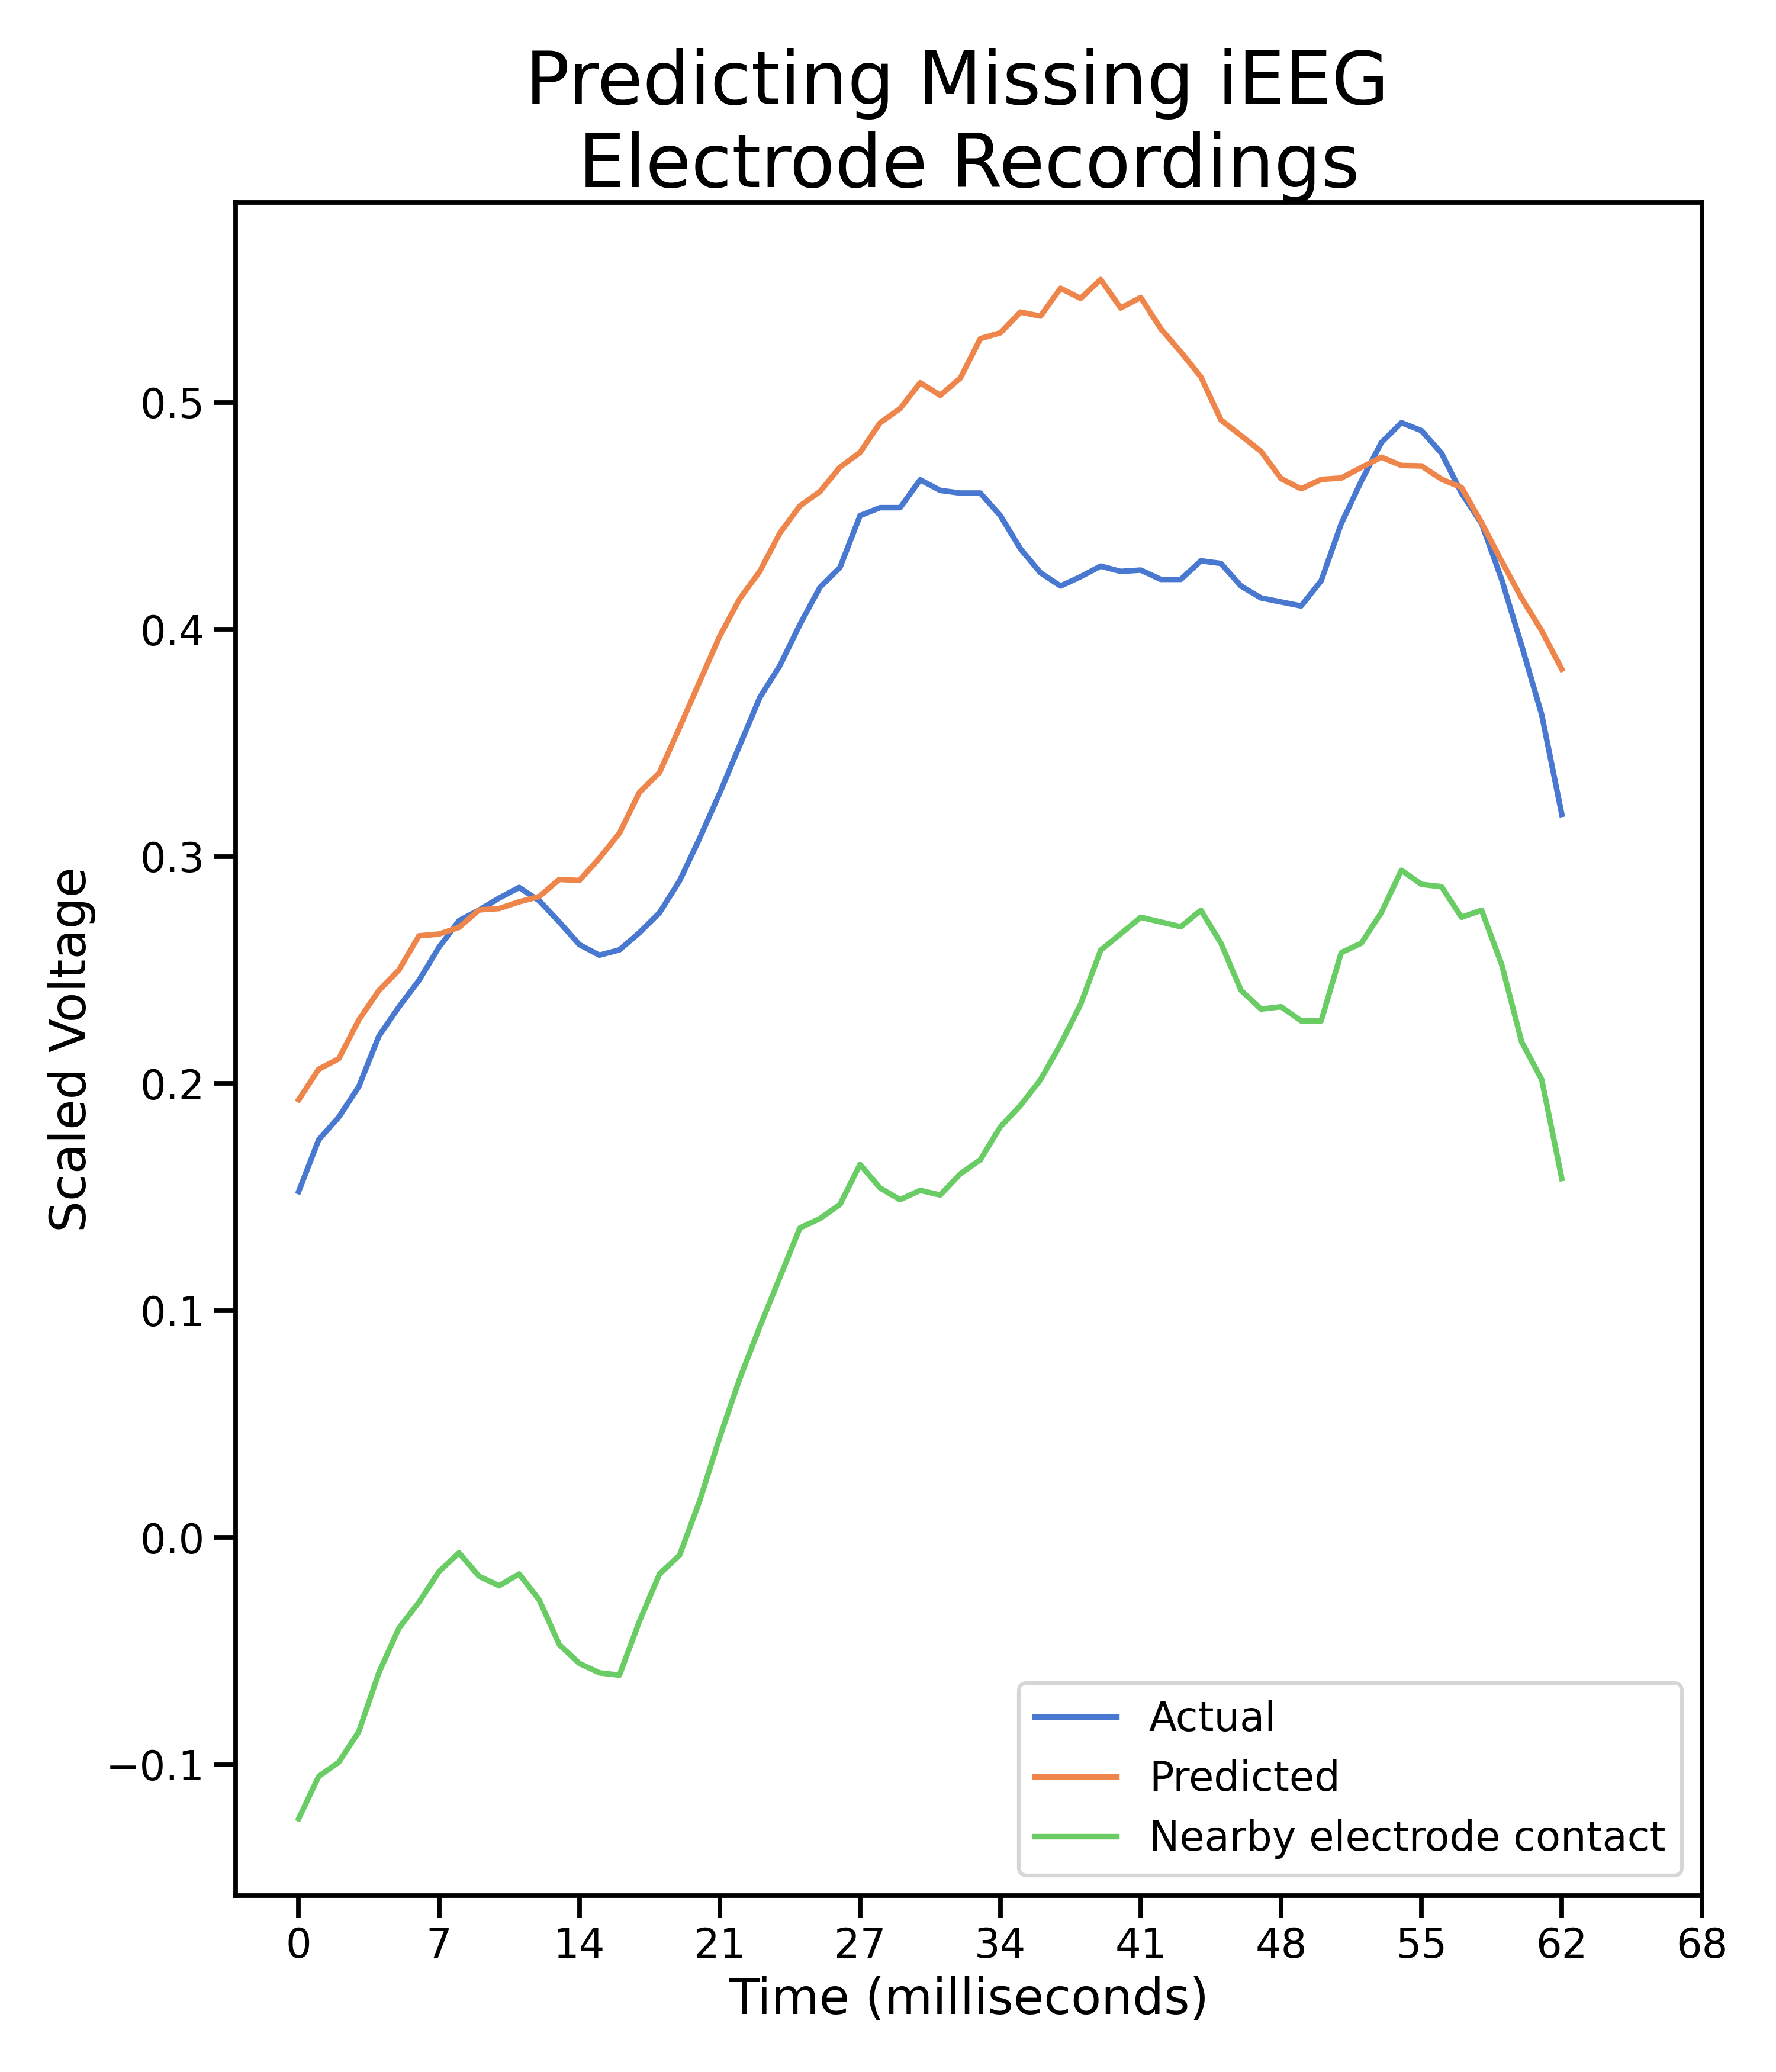 Predicting Missing iEEG
Electrode Recordings
Scaled Voltage
0.5
0.4
0.3
0.2
0.1
0.0
−0.1
Actual
Predicted
Nearby electrode contact
0 7 14 21 27 34 41 48 55 62 68
Time (milliseconds)